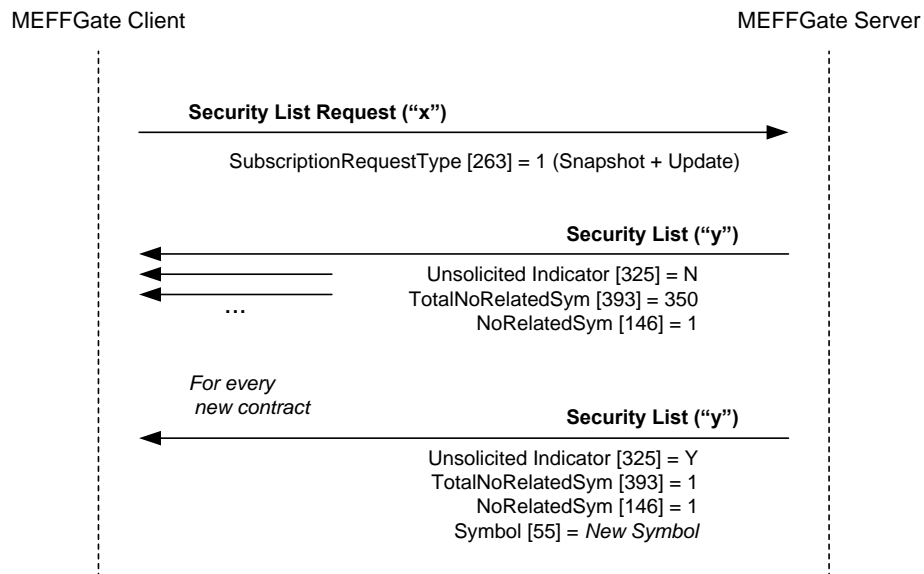 MEFFGate Client
MEFFGate Server
Security List Request (“x”)
SubscriptionRequestType [263] = 1 (Snapshot + Update)
Security List (“y”)
Unsolicited Indicator [325] = N
TotalNoRelatedSym [393] = 350
NoRelatedSym [146] = 1
...
For every
new contract
Security List (“y”)
Unsolicited Indicator [325] = Y
TotalNoRelatedSym [393] = 1
NoRelatedSym [146] = 1
Symbol [55] = New Symbol